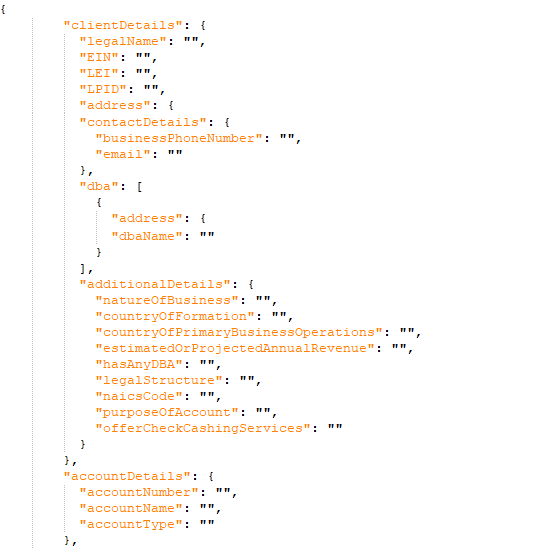 {
"clientDetails": {
"legalName": "",
"EIN": "",
"LEI": "",
"LPID": "",
"address": {
"contactDetails": {
"businessPhoneNumber": "",
"email": ""
},
"dba": [
{
"address": {
"dbaName": ""
}
],
"additionalDetails": {
"natureOfBusiness": "",
"countryOfFormation": "",
"countryOfPrimaryBusinessOperations": "",
"estimatedOrProjectedAnnualRevenue": "",
"hasAnyDBA": "",
"legalStructure": "",
"naicsCode": "",
"purposeOfAccount": "",
"offerCheckCashingServices": ""
}
},
"accountDetails": {
"accountNumber": "",
"accountName": "",
"accountType": ""
},